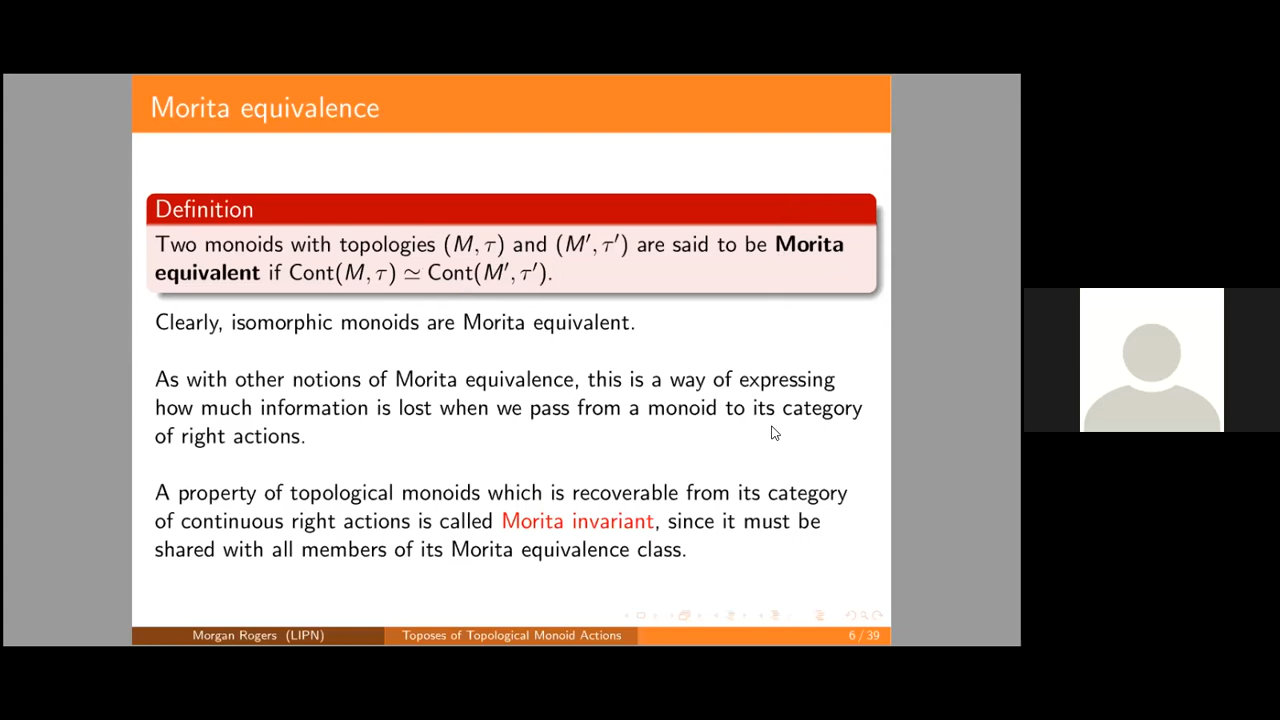 Morita equivalence
Definition
Two monoids with topologies (M, τ) and (M′, τ′) are said to be Morita
equivalent if Cont(M, τ) ≃ Cont(M′, τ′).
Clearly, isomorphic monoids are Morita equivalent.
As with other notions of Morita equivalence, this is a way of expressing
how much information is lost when we pass from a monoid to its category
of right actions.
A property of topological monoids which is recoverable from its category
of continuous right actions is called Morita invariant, since it must be
shared with all members of its Morita equivalence class.
Morgan Rogers (LIPN) Toposes of Topological Monoid Actions 6 / 39